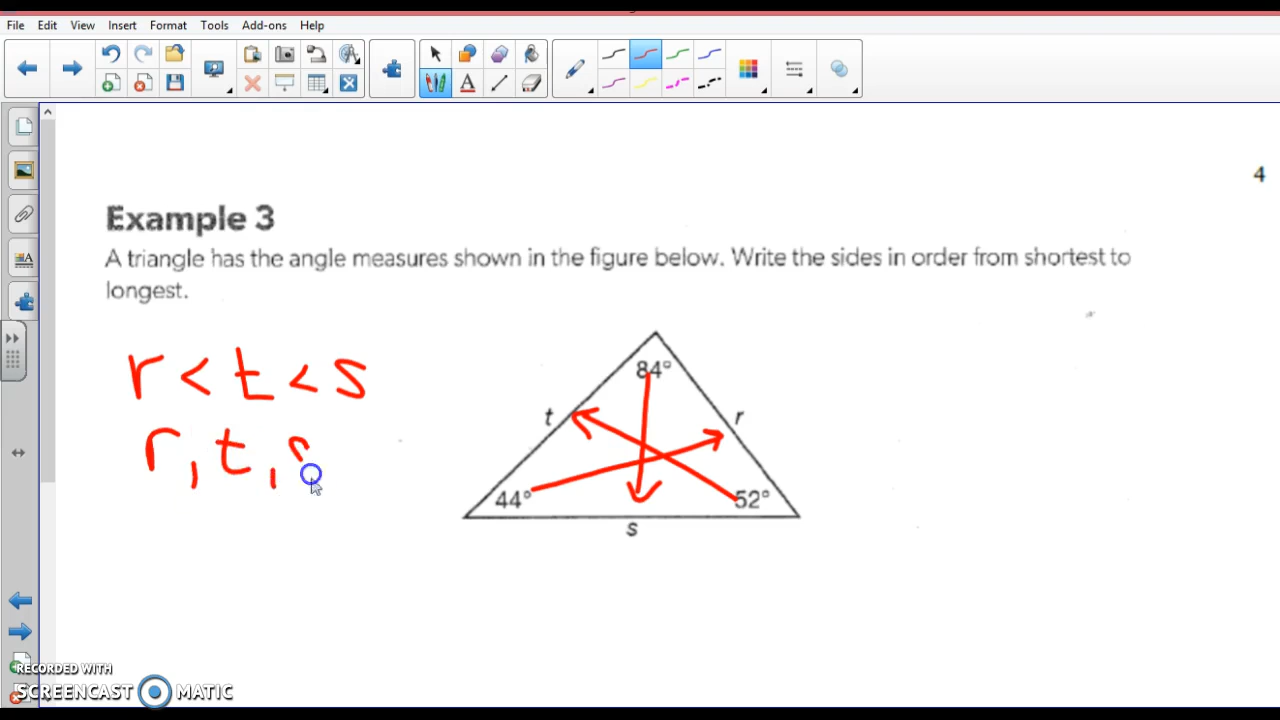 File Edit View Insert Format Tools Add-ons Help
4
Example 3
A triangle has the angle measures shown in the figure below. Write the sides in order from shortest to
longest.
r < t < s
r, t,
84°
t
r
44°
52°
s
RECORDED WITH
SCREENCAST MATIC